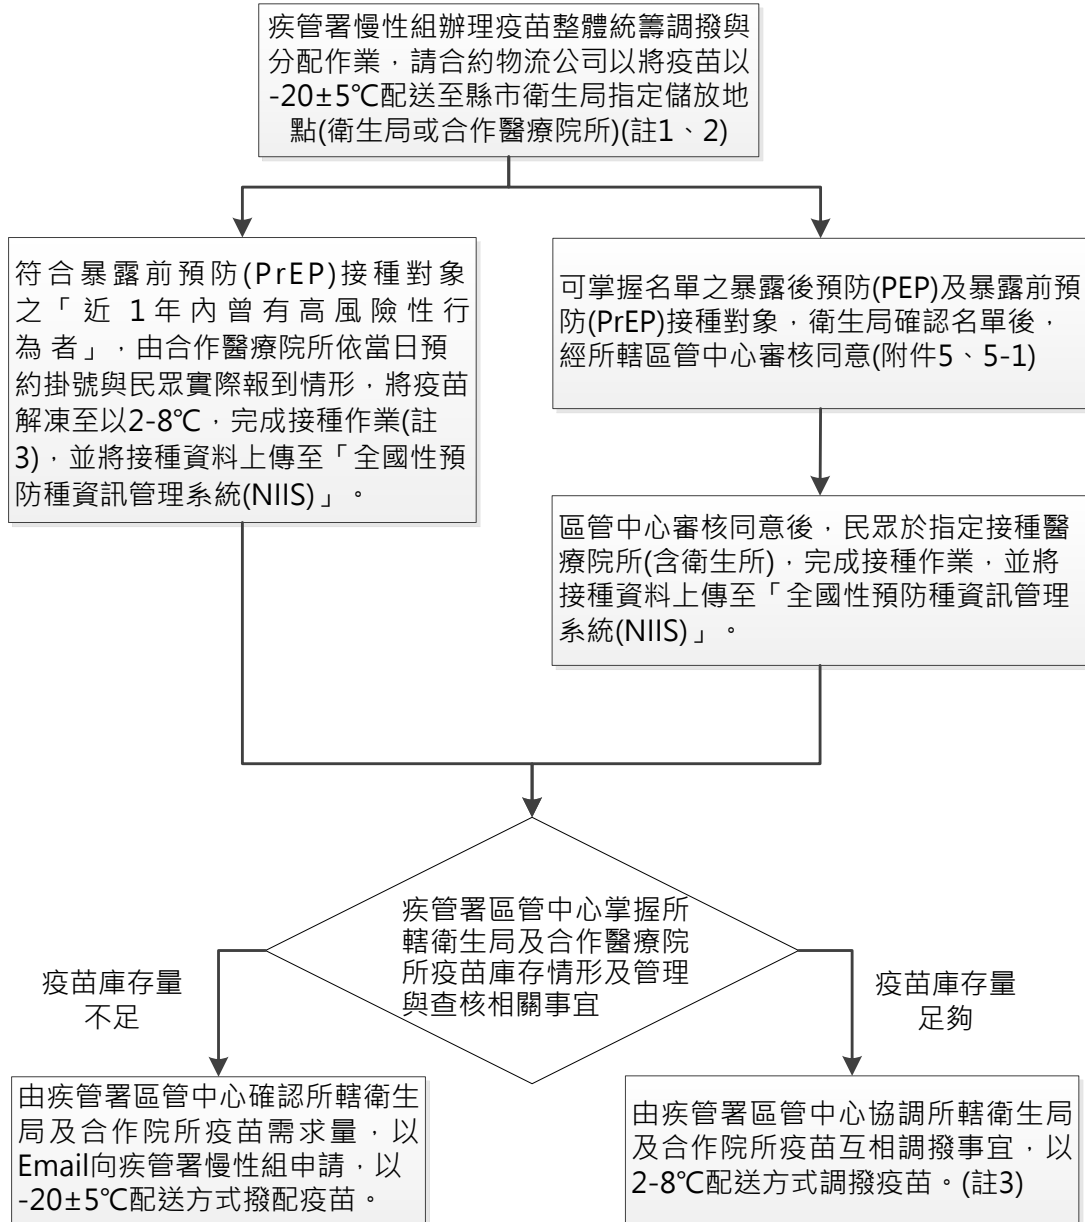 疾管署慢性組辦理疫苗整體統籌調撥與
分配作業，請合約物流公司以將疫苗以
-20±5℃配送至縣市衛生局指定儲放地
點(衛生局或合作醫療院所)(註1、2)
符合暴露前預防(PrEP)接種對象
之「近 1年內曾有高風險性行
為者」，由合作醫療院所依當日預
約掛號與民眾實際報到情形，將疫苗
解凍至以2-8℃，完成接種作業(註
3)，並將接種資料上傳至「全國性預
防種資訊管理系統(NIIS)」。
可掌握名單之暴露後預防(PEP)及暴露前預
防(PrEP)接種對象，衛生局確認名單後，
經所轄區管中心審核同意(附件5、5-1)
區管中心審核同意後，民眾於指定接種醫
療院所(含衛生所)，完成接種作業，並將
接種資料上傳至「全國性預防種資訊管理
系統(NIIS)」。
疾管署區管中心掌握所
轄衛生局及合作醫療院
所疫苗庫存情形及管理
與查核相關事宜
疫苗庫存量
不足
疫苗庫存量
足夠
由疾管署區管中心確認所轄衛生
局及合作院所疫苗需求量，以
Email向疾管署慢性組申請，以
-20±5℃配送方式撥配疫苗。
由疾管署區管中心協調所轄衛生局
及合作院所疫苗互相調撥事宜，以
2-8℃配送方式調撥疫苗。(註3)